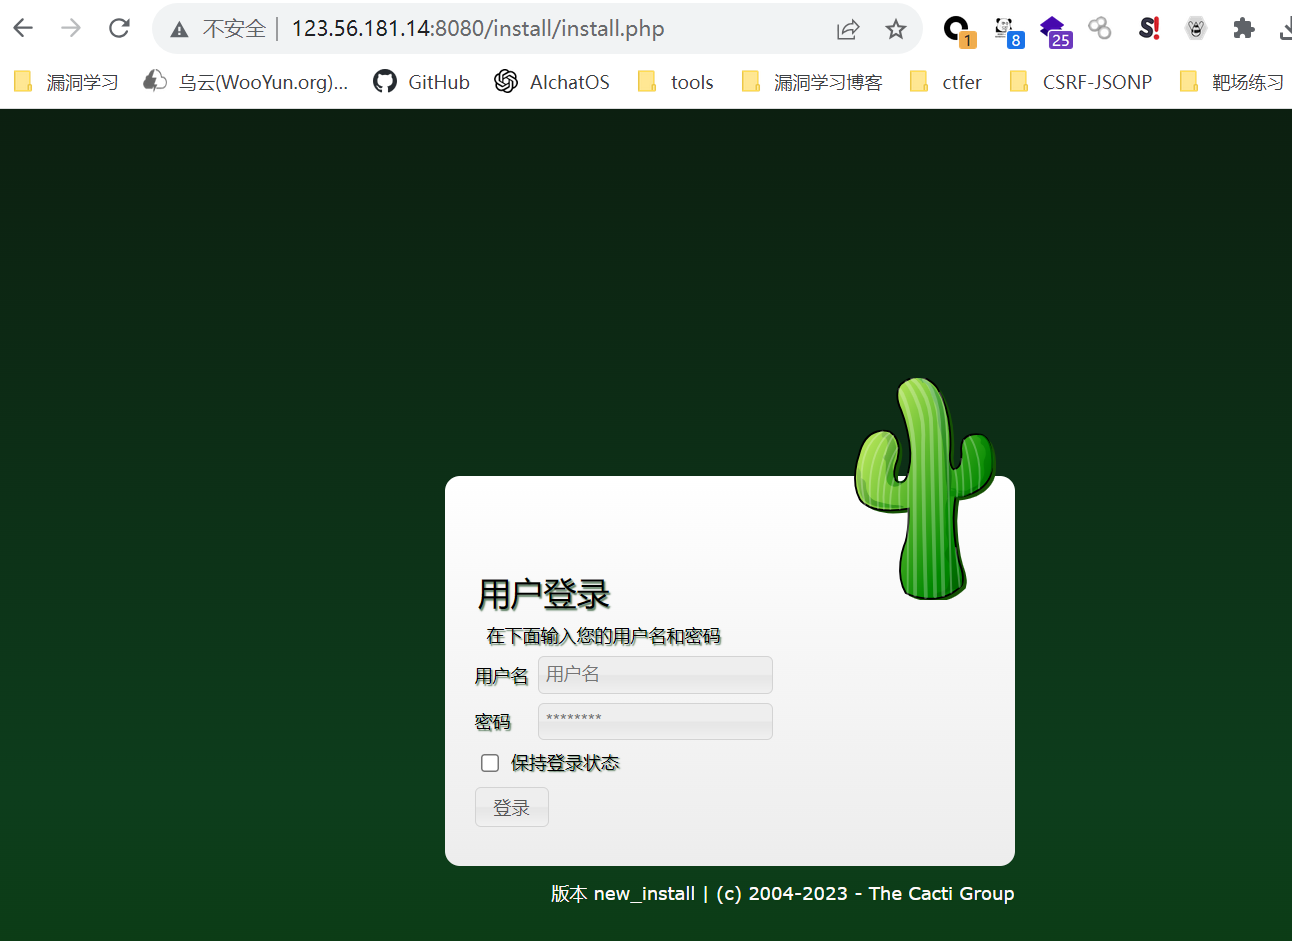 不安全 123.56.181.14:8080/install/install.php 1 8 25 S!
漏洞学习 乌云(WooYun.org)... GitHub AIchatOS tools 漏洞学习博客 ctfer CSRF-JSONP 靶场练习
用户登录
在下面输入您的用户名和密码
用户名 用户名
密码 ********
保持登录状态
登录
版本 new_install | (c) 2004-2023 - The Cacti Group